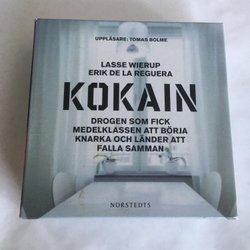 UPPLÄSARE: TOMAS BOLME
LASSE WIERUP
ERIK DE LA REGUERA
KOKAIN
DROGEN SOM FICK
MEDELKLASSEN ATT BÖRJA
KNARKA OCH LÄNDER ATT
FALLA SAMMAN
NORSTEDTS